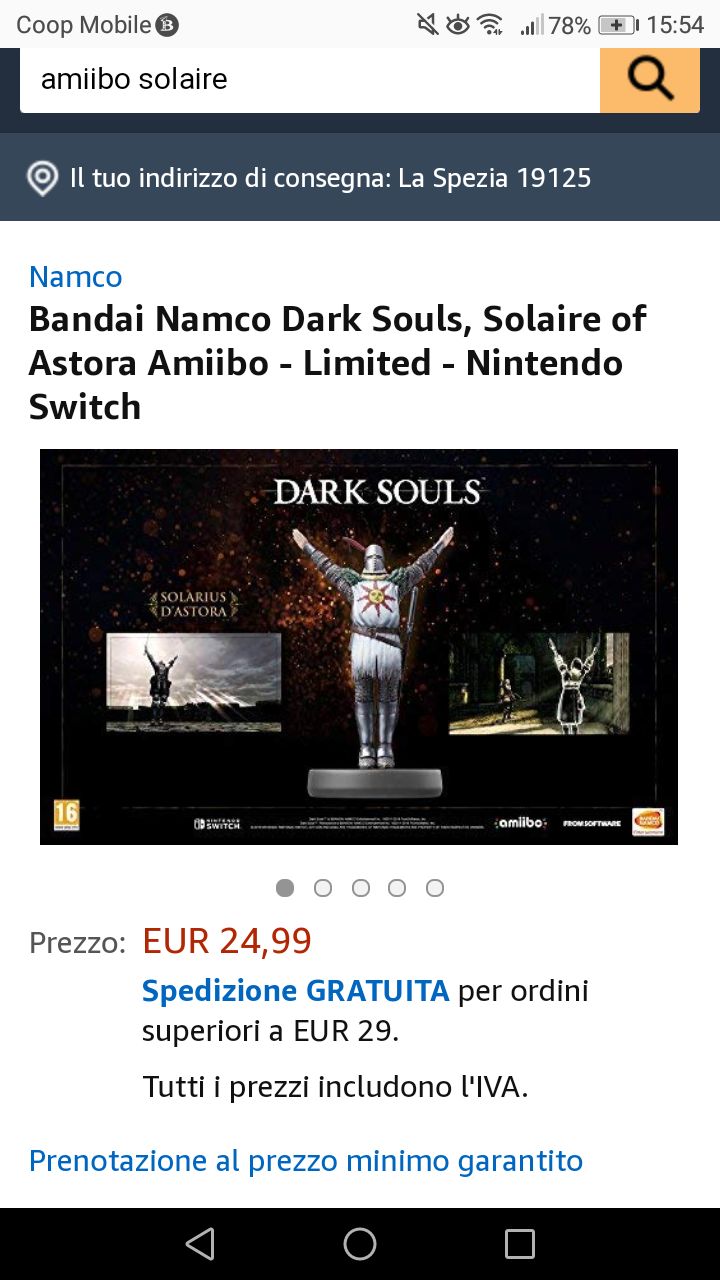 Coop Mobile 78% 15:54
amiibo solaire
Il tuo indirizzo di consegna: La Spezia 19125
Namco
Bandai Namco Dark Souls, Solaire of
Astora Amiibo - Limited - Nintendo
Switch
DARK SOULS
SOLARIUS
D'ASTORA
16
NINTENDO
SWITCH
amiibo
FROMSOFTWARE
BANDAI
NAMCO
Prezzo: EUR 24,99
Spedizione GRATUITA per ordini
superiori a EUR 29.
Tutti i prezzi includono l'IVA.
Prenotazione al prezzo minimo garantito